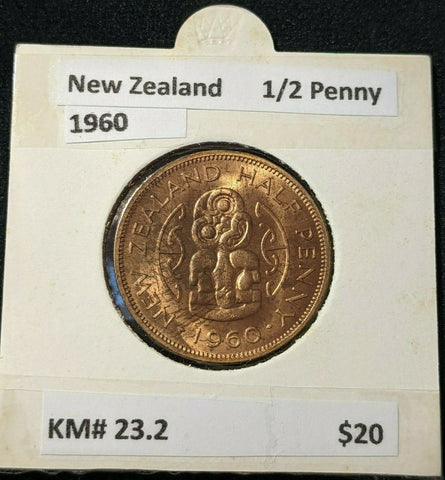 New Zealand 1/2 Penny
1960
NEW ZEALAND HALF PENNY
1960
KM# 23.2 $20